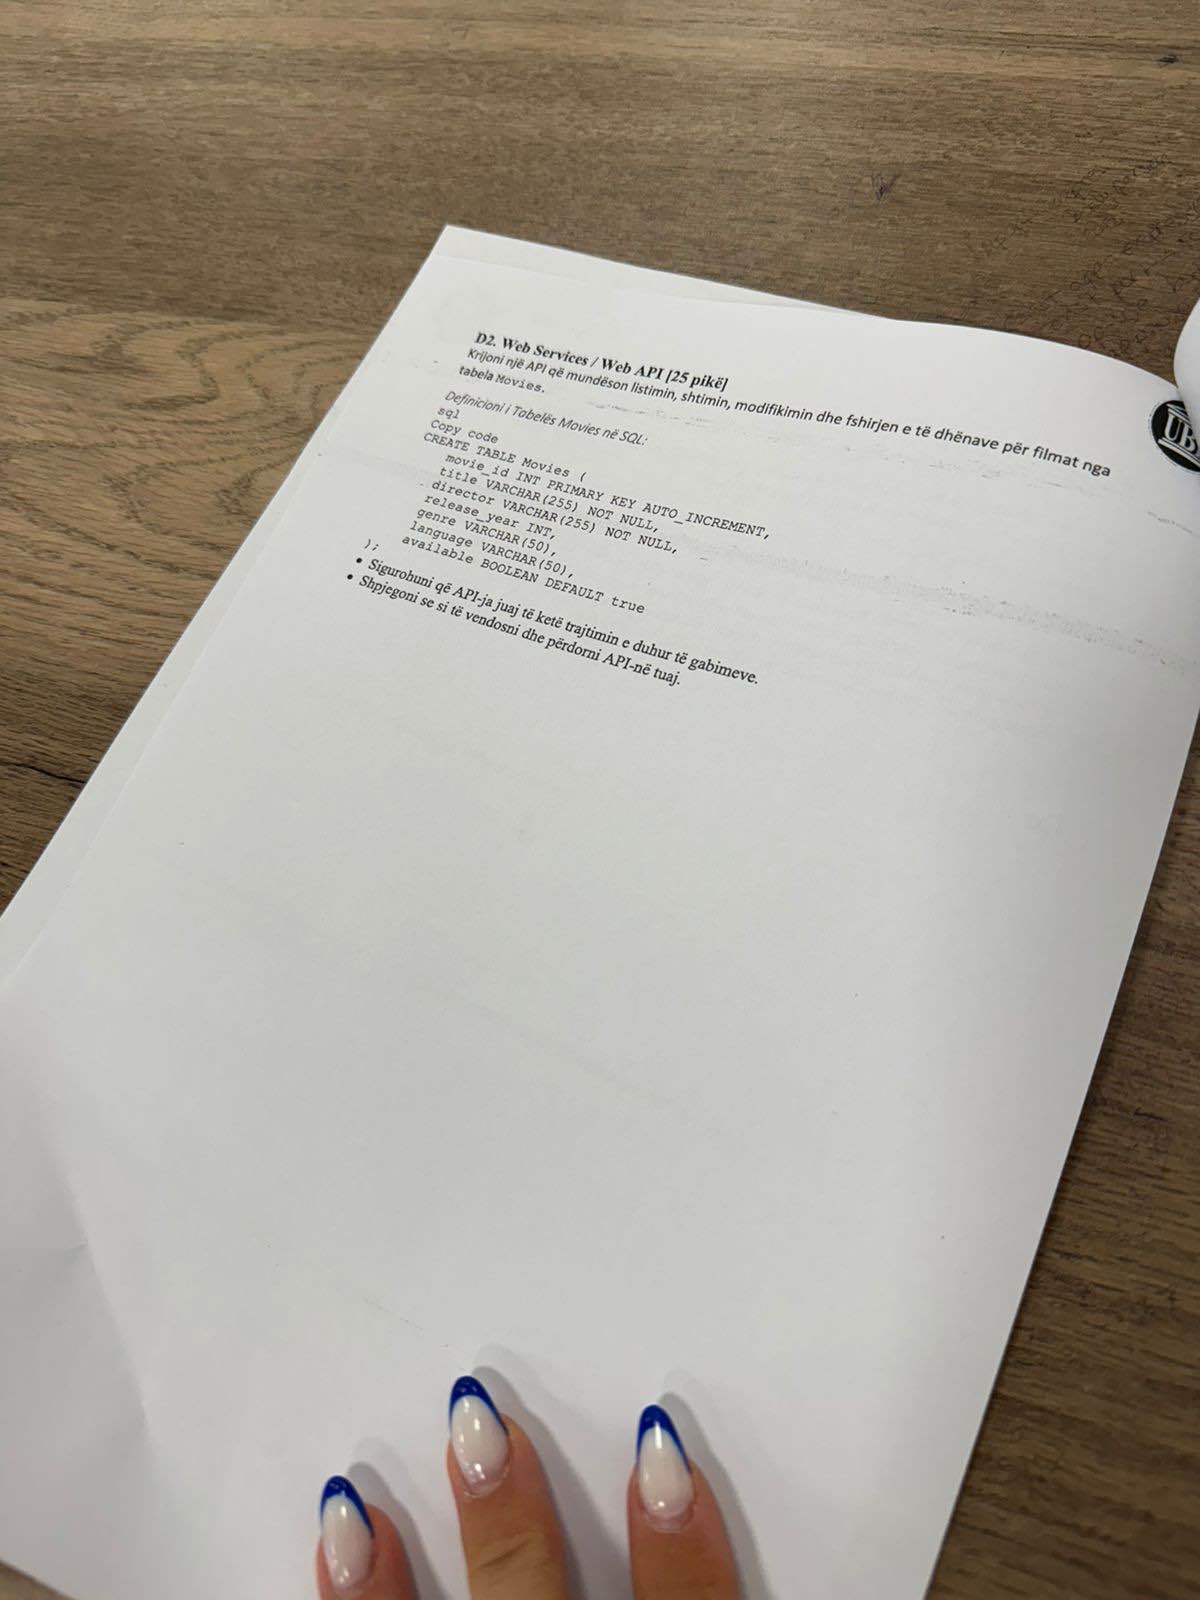 D2. Web Services / Web API [25 pikë]
Krijoni një API që mundëson listimin, shtimin, modifikimin dhe fshirjen e të dhënave për filmat nga
tabela Movies.
Definicioni i Tabelës Movies në SQL:
sql
Copy code
CREATE TABLE Movies (
movie_id INT PRIMARY KEY AUTO_INCREMENT,
title VARCHAR(255) NOT NULL,
director VARCHAR(255) NOT NULL,
release_year INT,
genre VARCHAR(50),
language VARCHAR(50),
available BOOLEAN DEFAULT true
);
• Sigurohuni që API-ja juaj të ketë trajtimin e duhur të gabimeve.
• Shpjegoni se si të vendosni dhe përdorni API-në tuaj.
UB